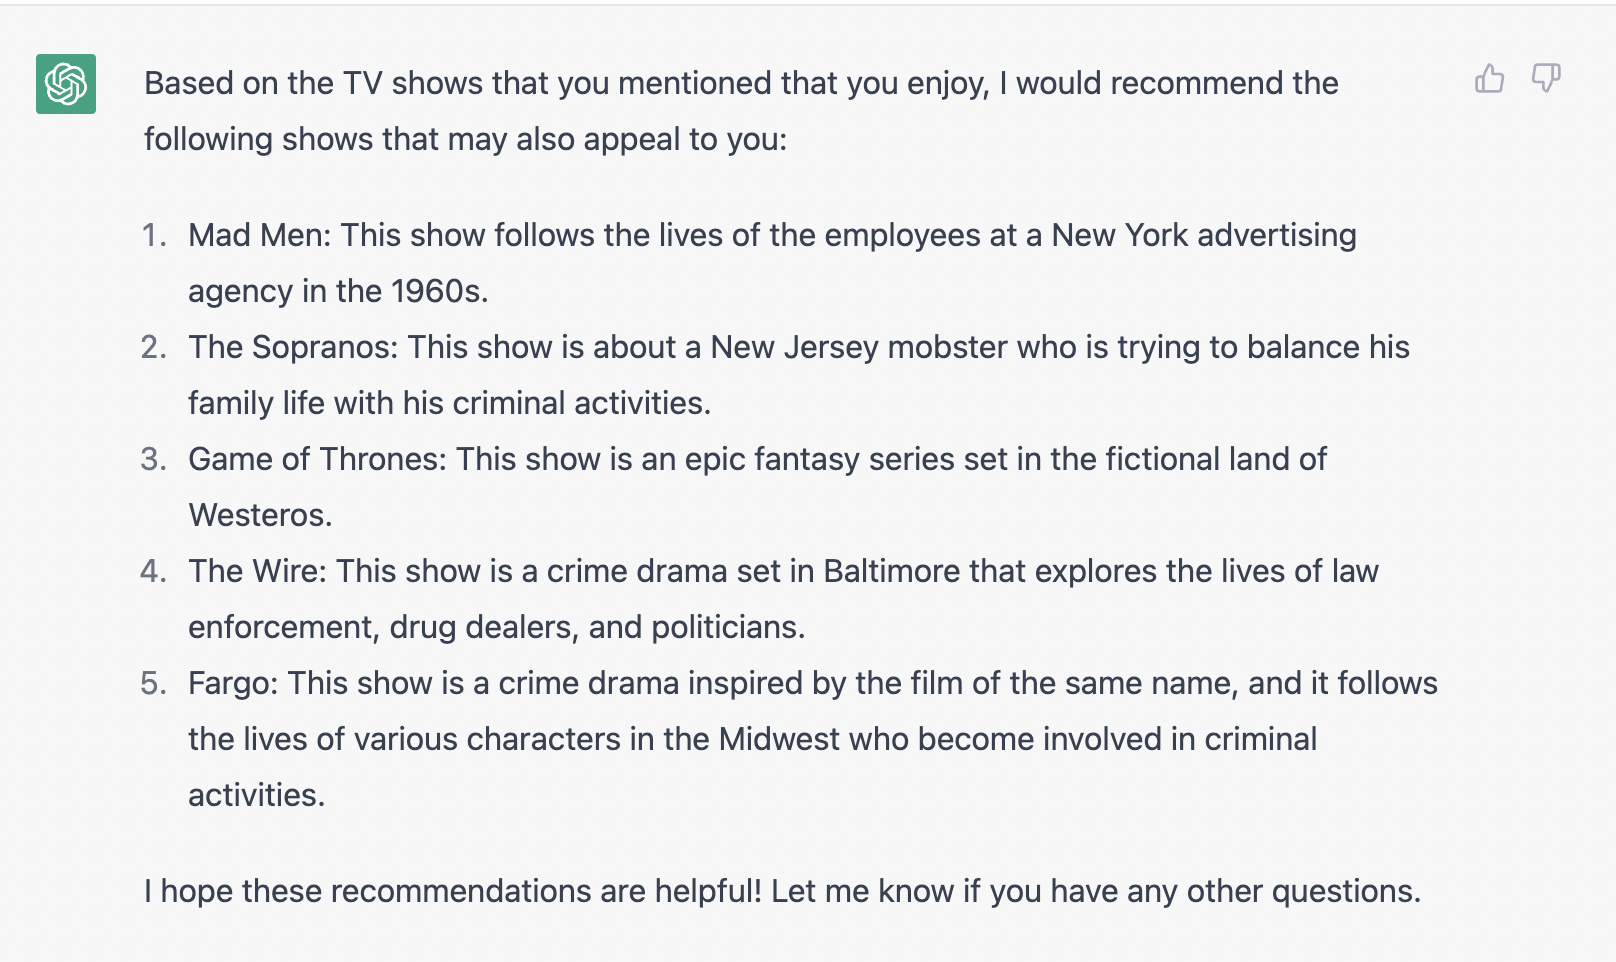 Based on the TV shows that you mentioned that you enjoy, I would recommend the
following shows that may also appeal to you:
1. Mad Men: This show follows the lives of the employees at a New York advertising
agency in the 1960s.
2. The Sopranos: This show is about a New Jersey mobster who is trying to balance his
family life with his criminal activities.
3. Game of Thrones: This show is an epic fantasy series set in the fictional land of
Westeros.
4. The Wire: This show is a crime drama set in Baltimore that explores the lives of law
enforcement, drug dealers, and politicians.
5. Fargo: This show is a crime drama inspired by the film of the same name, and it follows
the lives of various characters in the Midwest who become involved in criminal
activities.
I hope these recommendations are helpful! Let me know if you have any other questions.